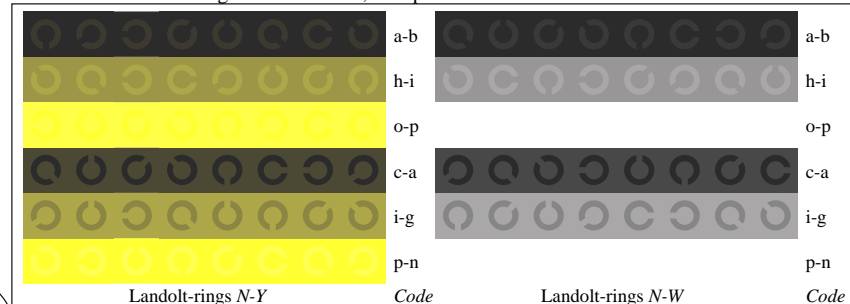 a-b a-b
h-i h-i
o-p o-p
c-a c-a
i-g i-g
p-n p-n
Landolt-rings N-Y Code Landolt-rings N-W Code